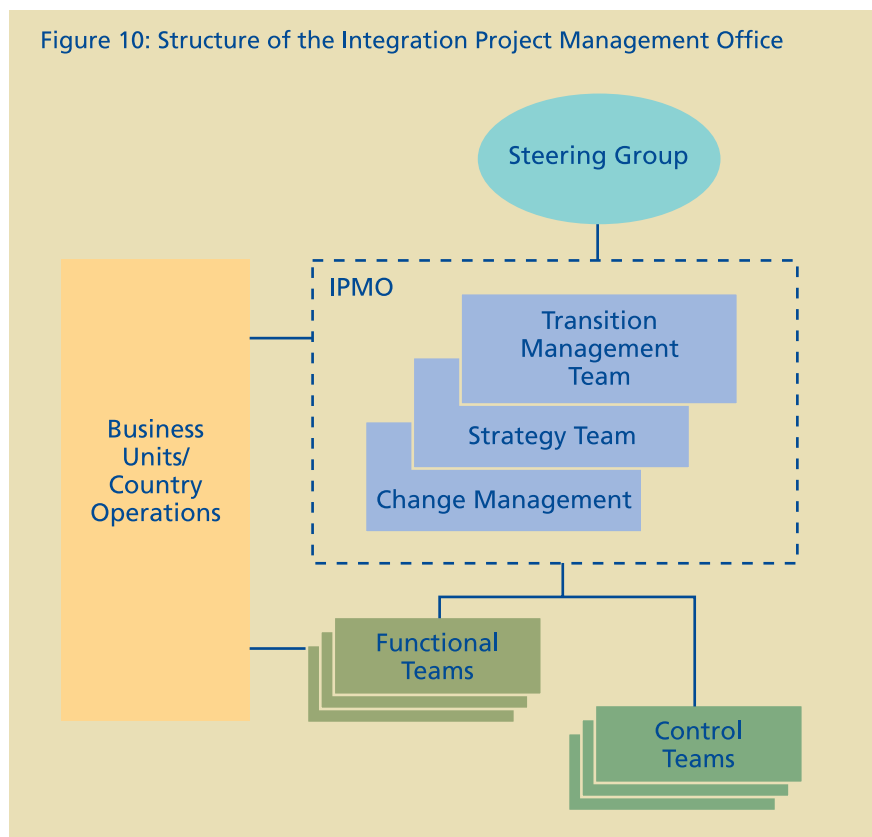 Figure 10: Structure of the Integration Project Management Office
Steering Group
IPMO
Transition
Management
Team
Strategy Team
Change Management
Business
Units/
Country
Operations
Functional
Teams
Control
Teams